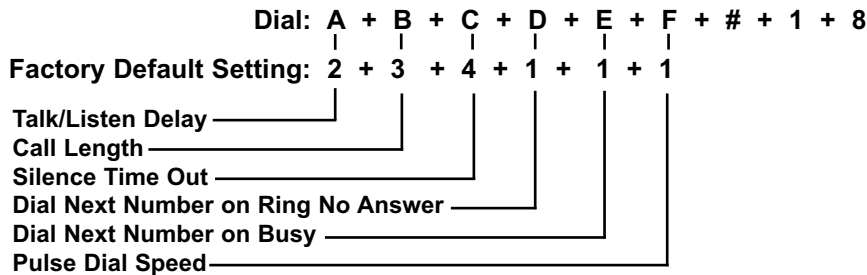 Dial: A + B + C + D + E + F + # + 1 + 8
Factory Default Setting: 2 + 3 + 4 + 1 + 1 + 1
Talk/Listen Delay
Call Length
Silence Time Out
Dial Next Number on Ring No Answer
Dial Next Number on Busy
Pulse Dial Speed